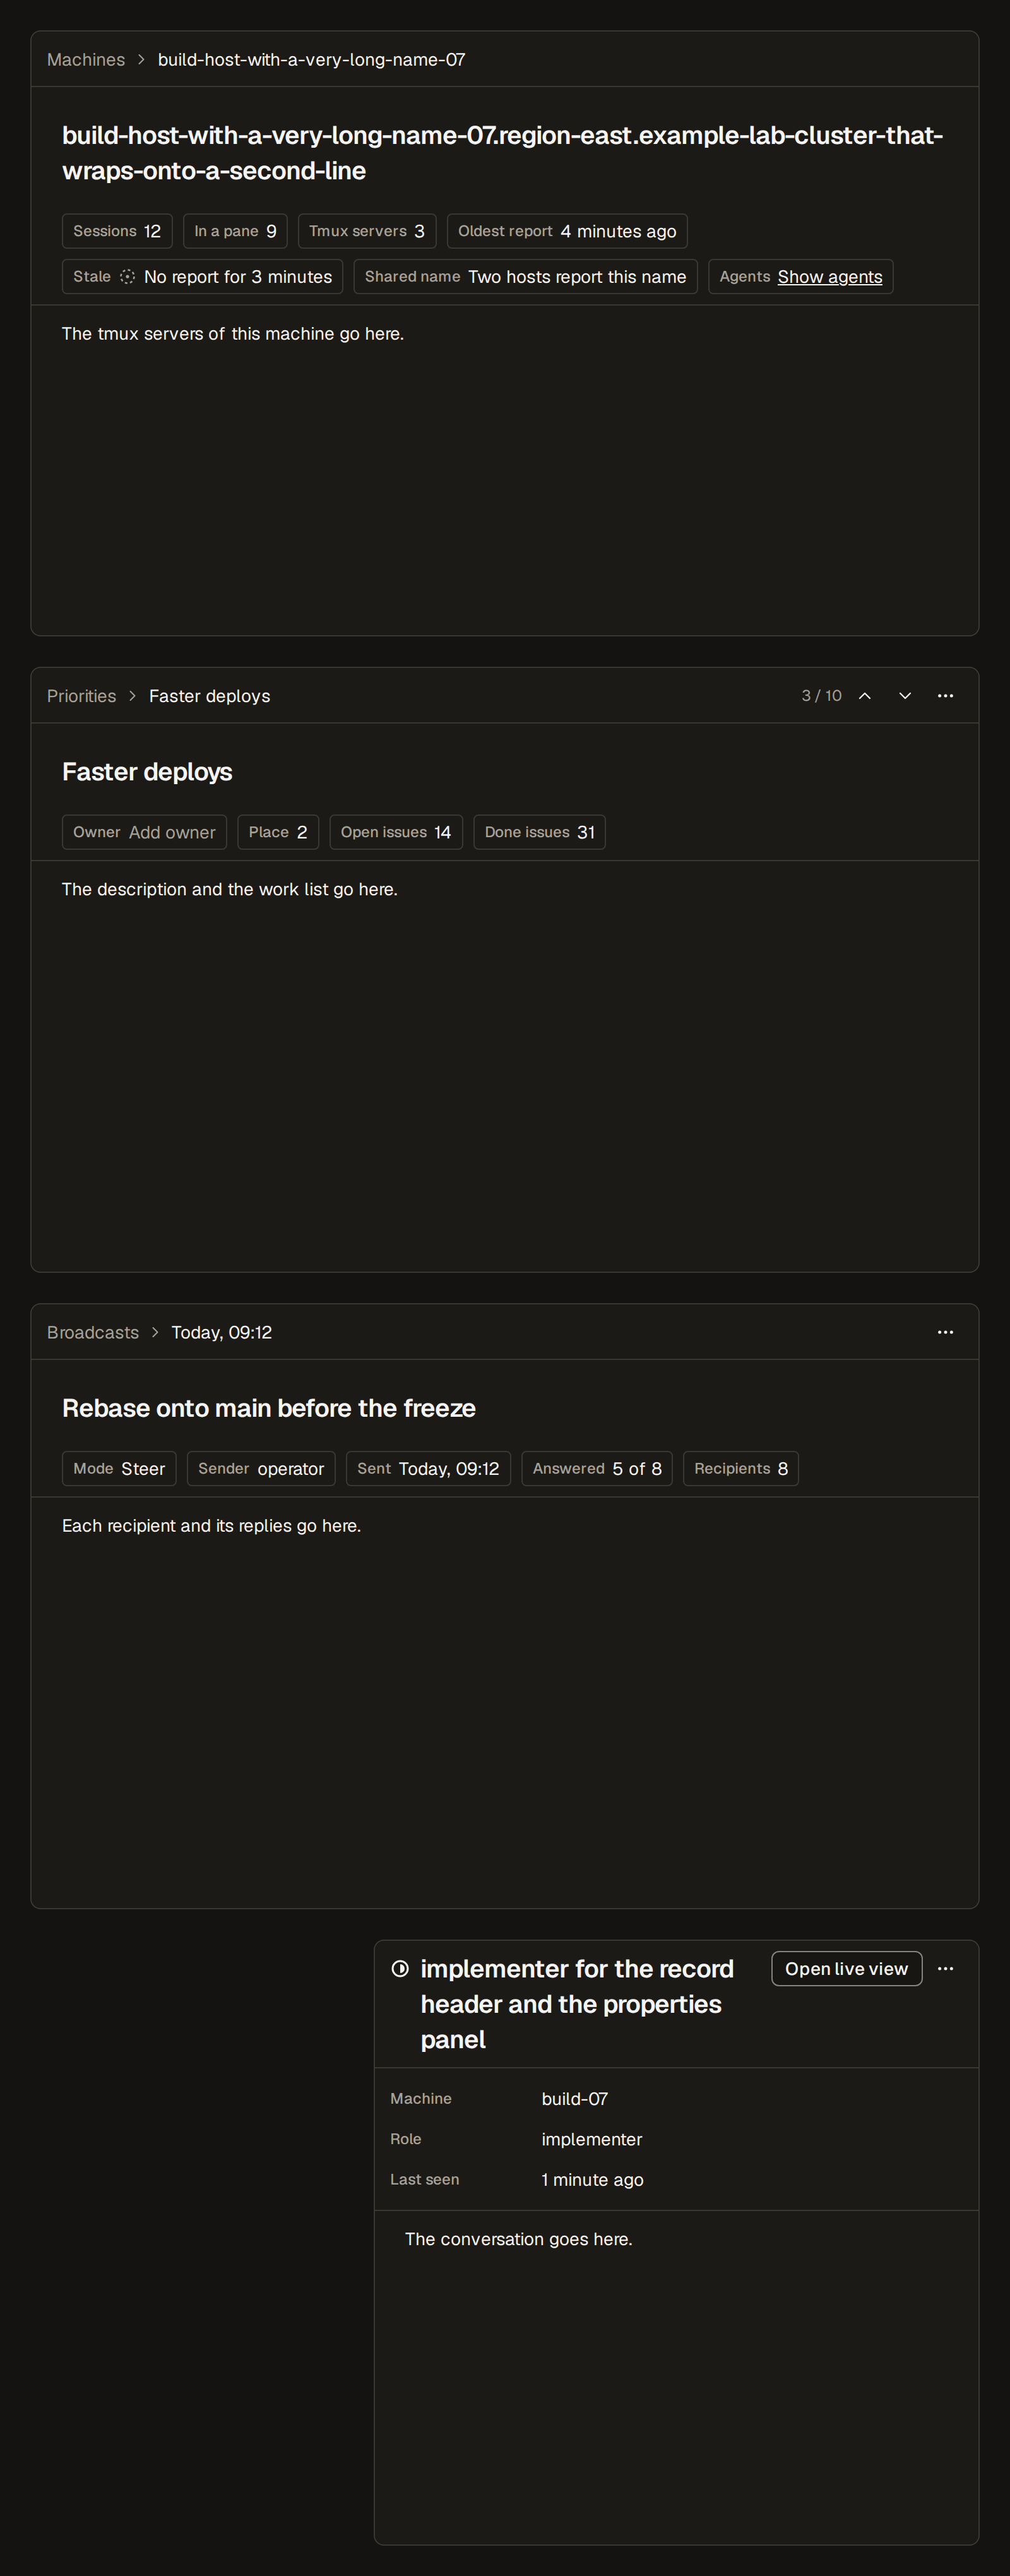 Machines > build-host-with-a-very-long-name-07
build-host-with-a-very-long-name-07.region-east.example-lab-cluster-that-
wraps-onto-a-second-line
Sessions 12 In a pane 9 Tmux servers 3 Oldest report 4 minutes ago
Stale No report for 3 minutes Shared name Two hosts report this name Agents Show agents
The tmux servers of this machine go here.
Priorities > Faster deploys 3 / 10
Faster deploys
Owner Add owner Place 2 Open issues 14 Done issues 31
The description and the work list go here.
Broadcasts > Today, 09:12
Rebase onto main before the freeze
Mode Steer Sender operator Sent Today, 09:12 Answered 5 of 8 Recipients 8
Each recipient and its replies go here.
implementer for the record Open live view
header and the properties
panel
Machine build-07
Role implementer
Last seen 1 minute ago
The conversation goes here.